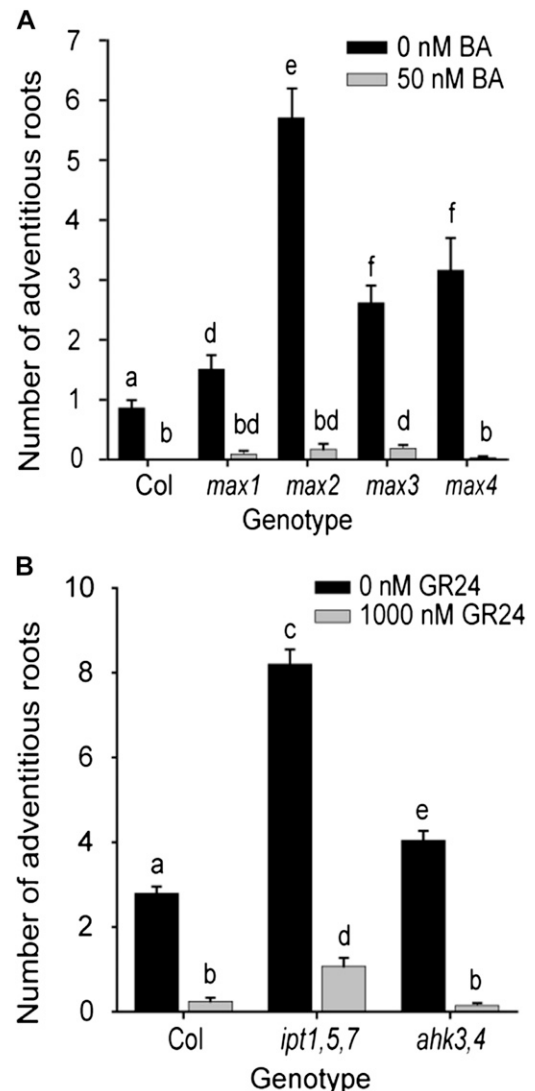 A
7
6
5
4
3
2
1
0
Number of adventitious roots
0 nM BA
50 nM BA
a
b
d
bd
e
bd
f
d
f
b
Col max1 max2 max3 max4
Genotype
B
10
8
6
4
2
0
Number of adventitious roots
0 nM GR24
1000 nM GR24
a
b
c
d
e
b
Col ipt1,5,7 ahk3,4
Genotype